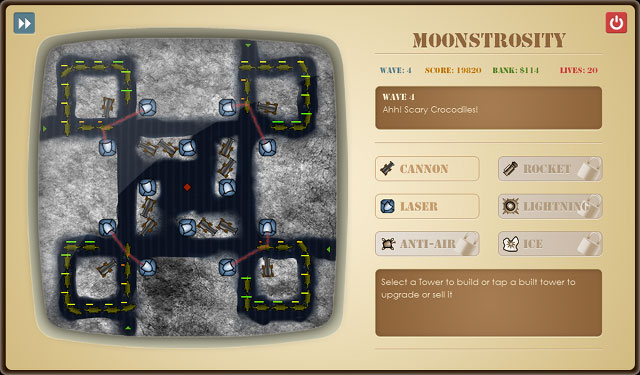 MOONSTROSITY
WAVE: 4 SCORE: 19820 BANK: $114 LIVES: 20
WAVE 4
Ahh! Scary Crocodiles!
CANNON
ROCKET
LASER
LIGHTNING
ANTI-AIR
ICE
Select a Tower to build or tap a built tower to
upgrade or sell it